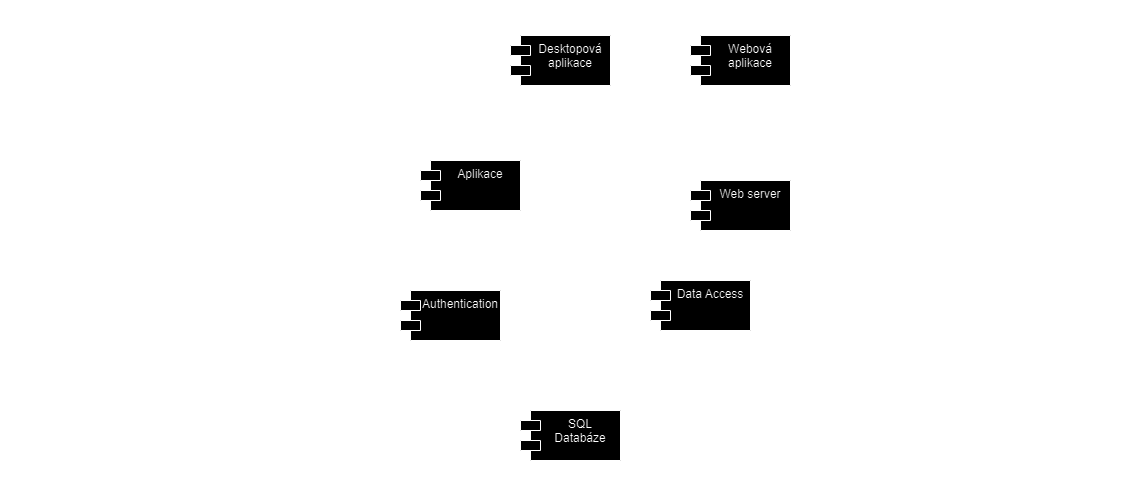 Desktopová
aplikace
Webová
aplikace
Aplikace
Web server
Authentication
Data Access
SQL
Databáze